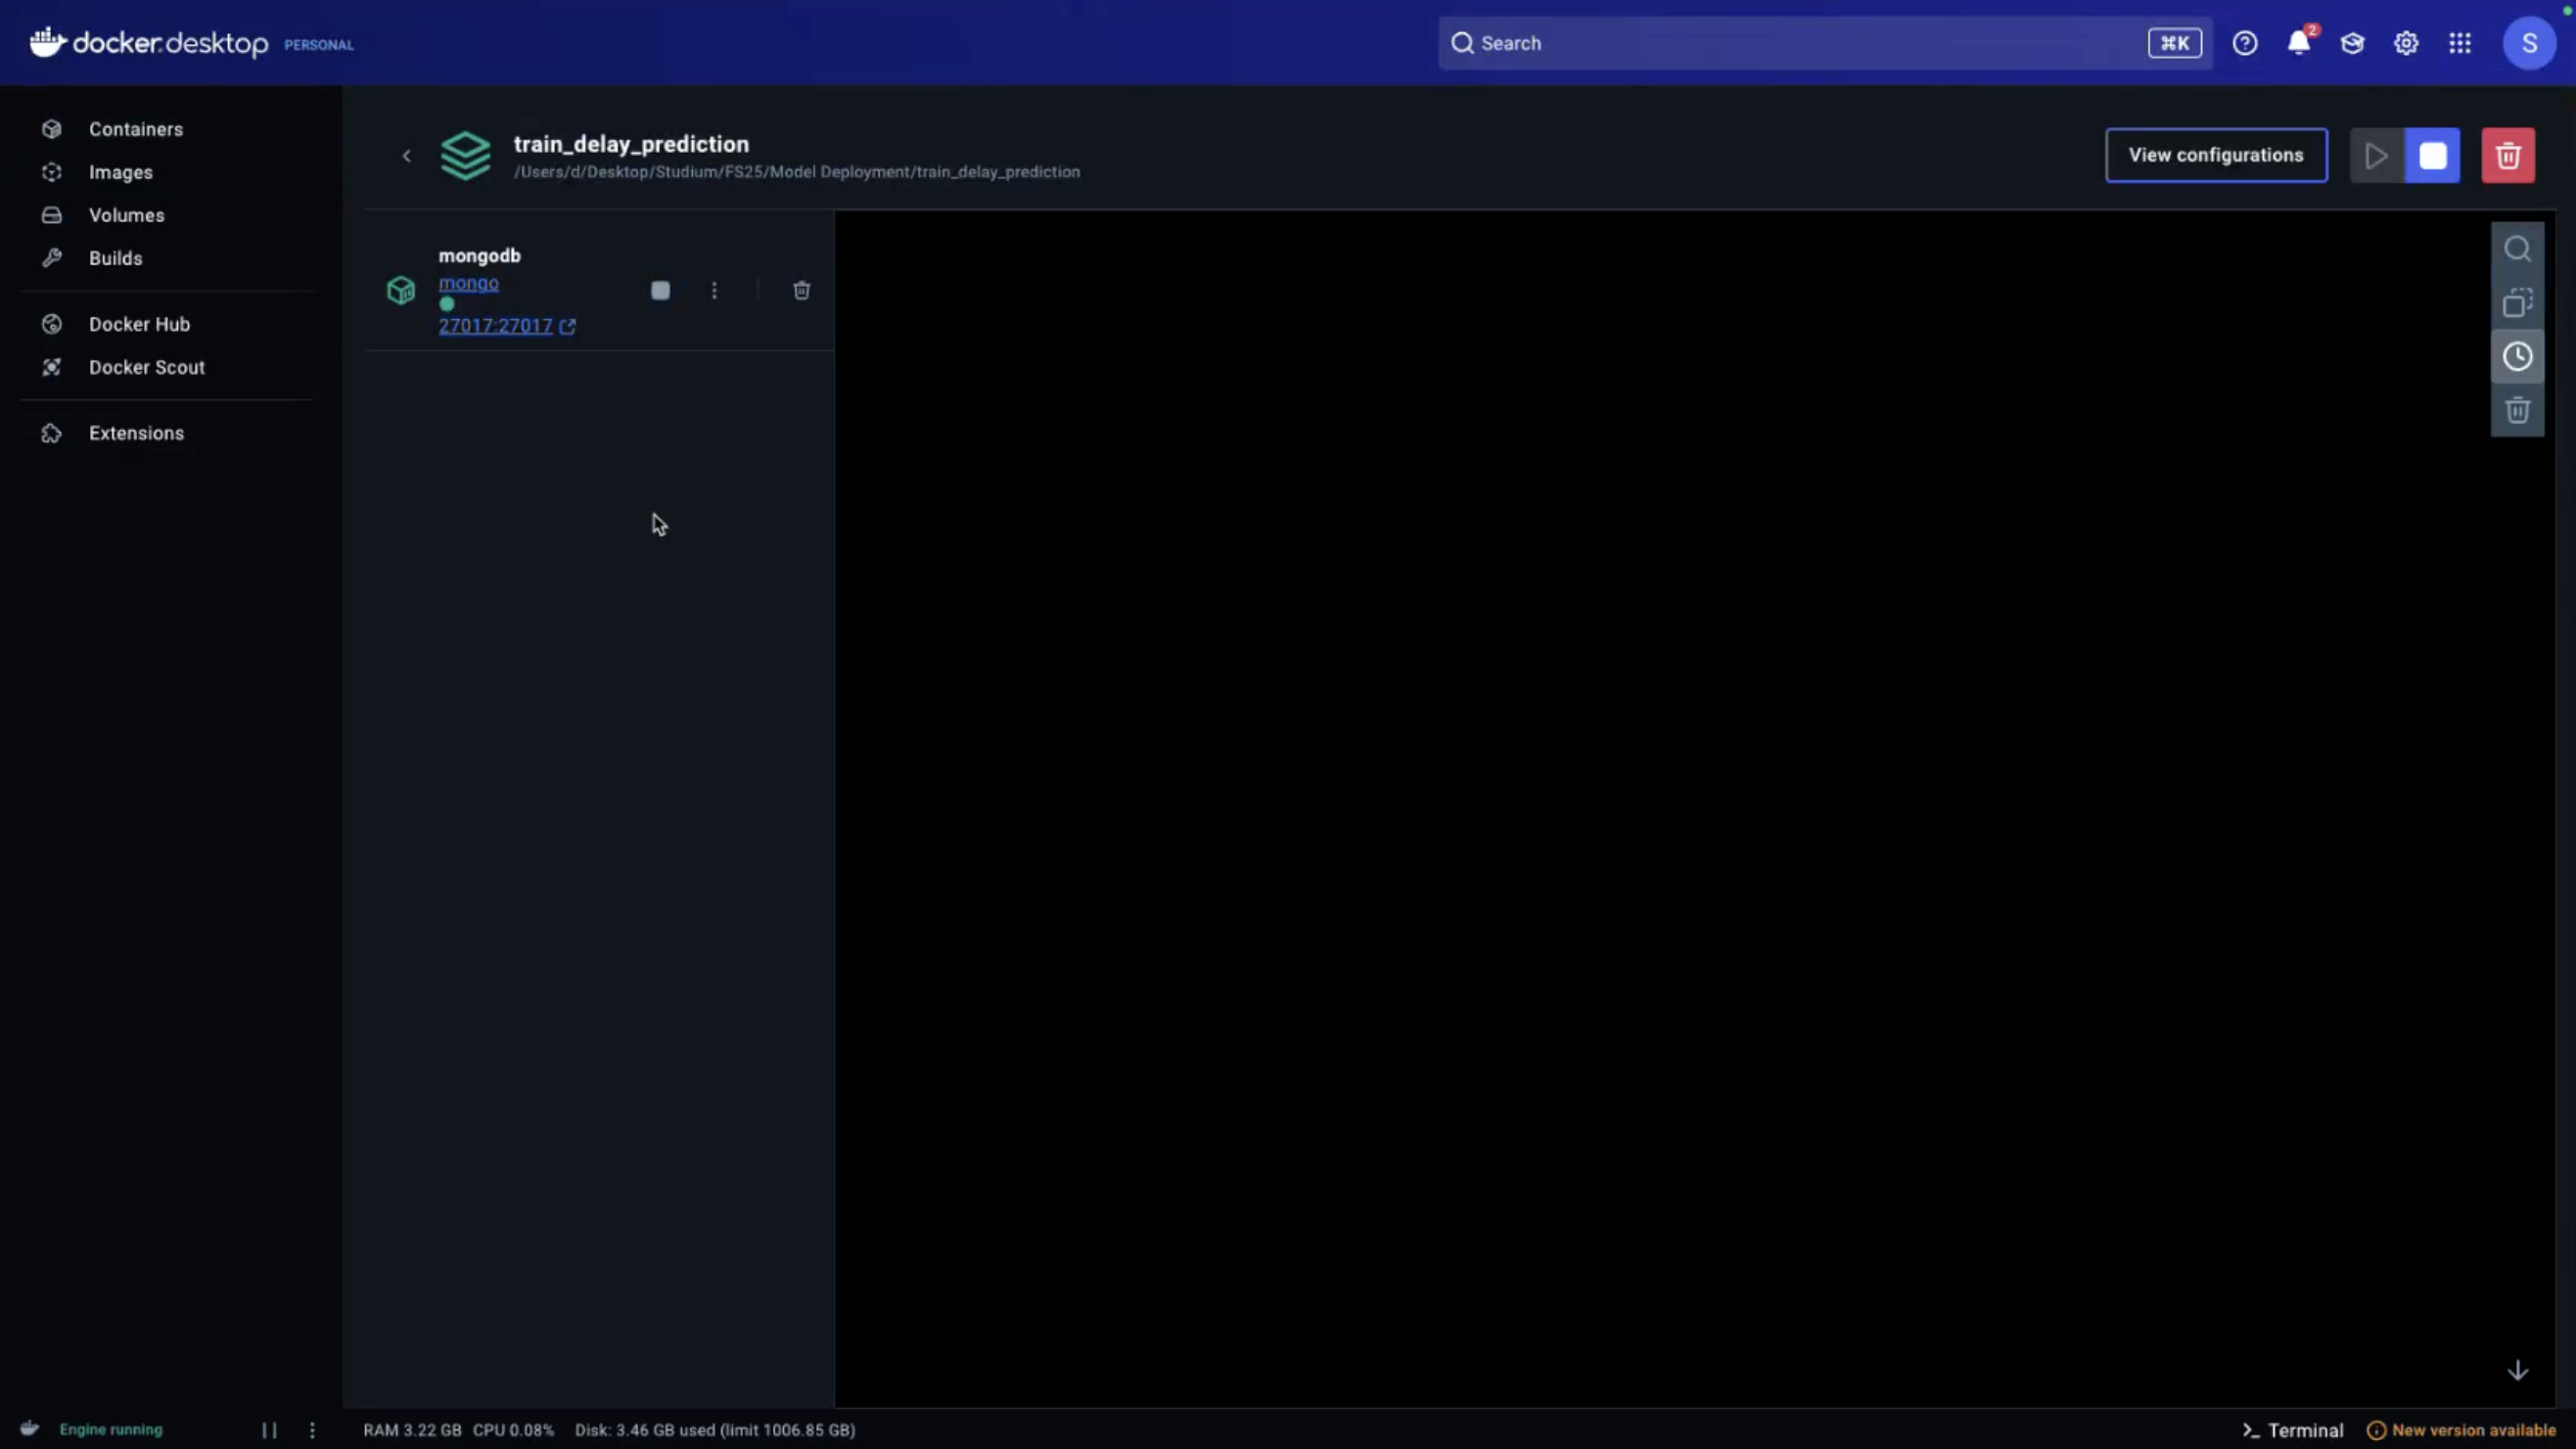 docker.desktop PERSONAL
Search
⌘K
2
S
Containers
Images
Volumes
Builds
Docker Hub
Docker Scout
Extensions
train_delay_prediction
/Users/d/Desktop/Studium/FS25/Model Deployment/train_delay_prediction
View configurations
mongodb
mongo
27017:27017
Engine running
RAM 3.22 GB CPU 0.08% Disk: 3.46 GB used (limit 1006.85 GB)
>_ Terminal
New version available